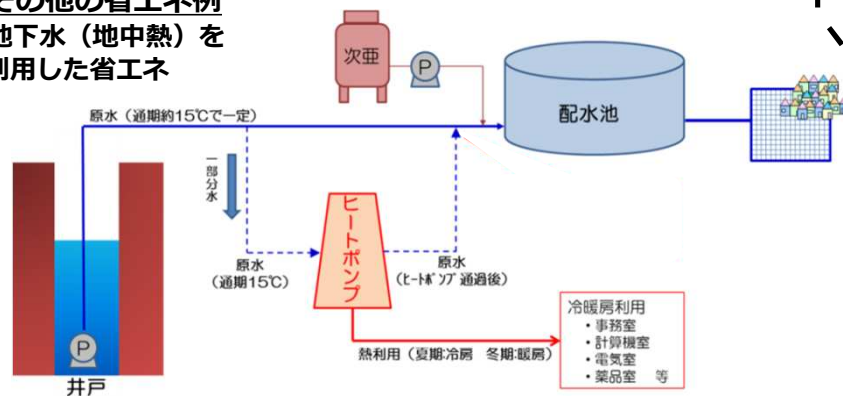 その他の省エネ例
地下水（地中熱）を
利用した省エネ
次亜
P
原水（通期約15℃で一定）
配水池
一部分水
ヒートポンプ
原水
（通期15℃）
原水
（ﾋｰﾄﾎﾟﾝﾌﾟ通過後）
冷暖房利用
・事務室
・計算機室
・電気室
・薬品室　等
熱利用（夏期:冷房　冬期:暖房）
P
井戸